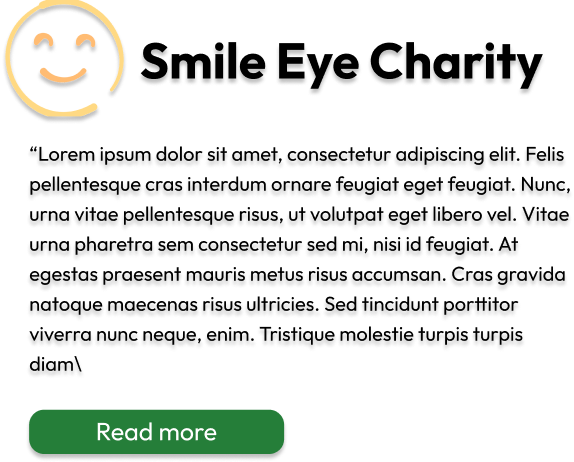 Smile Eye Charity
“Lorem ipsum dolor sit amet, consectetur adipiscing elit. Felis
pellentesque cras interdum ornare feugiat eget feugiat. Nunc,
urna vitae pellentesque risus, ut volutpat eget libero vel. Vitae
urna pharetra sem consectetur sed mi, nisi id feugiat. At
egestas praesent mauris metus risus accumsan. Cras gravida
natoque maecenas risus ultricies. Sed tincidunt porttitor
viverra nunc neque, enim. Tristique molestie turpis turpis
diam\
Read more